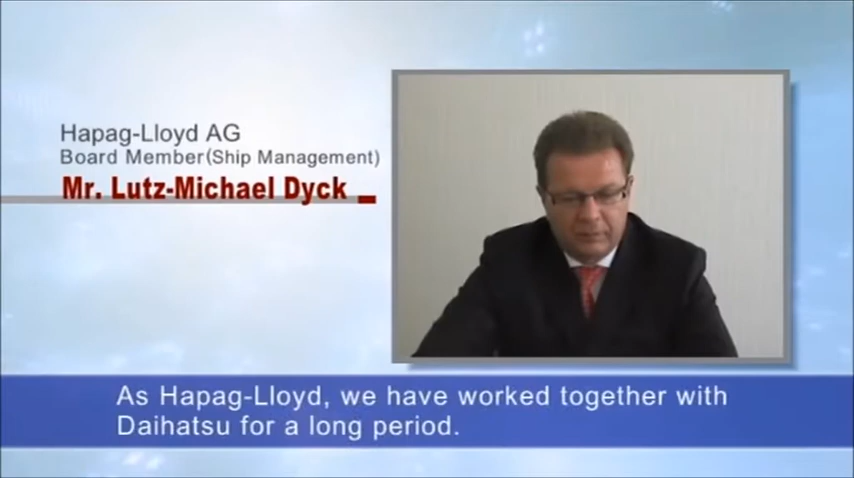 Hapag-Lloyd AG
Board Member(Ship Management)
Mr. Lutz-Michael Dyck
As Hapag-Lloyd, we have worked together with
Daihatsu for a long period.